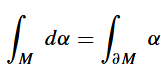 ∫_M dα = ∫_{∂M} α